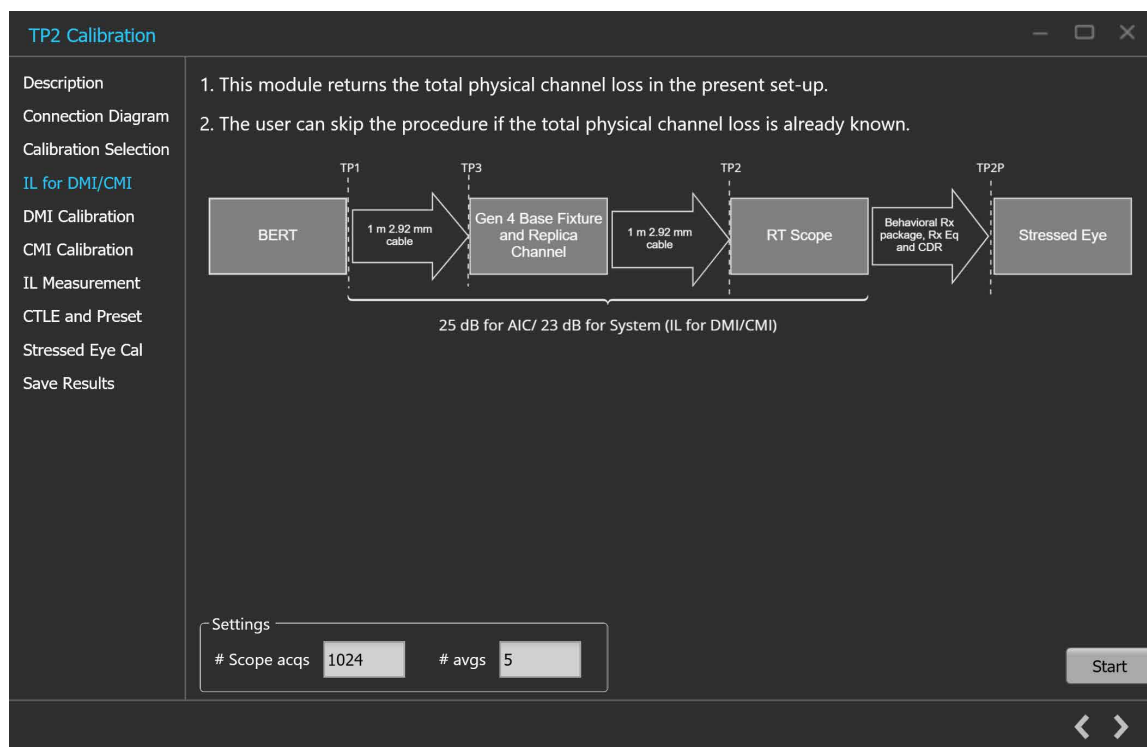 TP2 Calibration
Description
Connection Diagram
Calibration Selection
IL for DMI/CMI
DMI Calibration
CMI Calibration
IL Measurement
CTLE and Preset
Stressed Eye Cal
Save Results
1. This module returns the total physical channel loss in the present set-up.
2. The user can skip the procedure if the total physical channel loss is already known.
TP1
TP3
TP2
TP2P
BERT
1 m 2.92 mm
cable
Gen 4 Base Fixture
and Replica
Channel
1 m 2.92 mm
cable
RT Scope
Behavioral Rx
package, Rx Eq
and CDR
Stressed Eye
25 dB for AIC/ 23 dB for System (IL for DMI/CMI)
Settings
# Scope acqs 1024 # avgs 5
Start